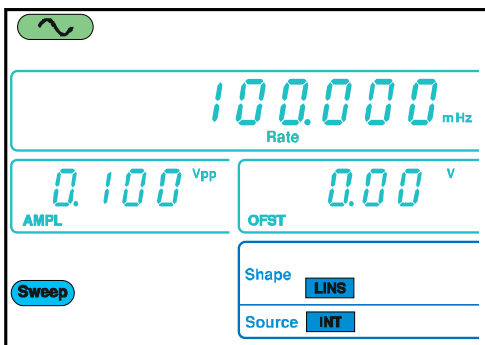 100.000 mHz
Rate
0.100 Vpp
AMPL
0.00 V
OFST
Sweep
Shape LINS
Source INT